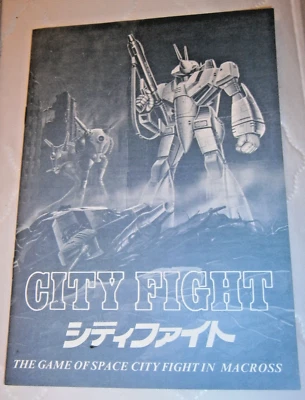 CITY FIGHT
シティファイト
THE GAME OF SPACE CITY FIGHT IN MACROSS